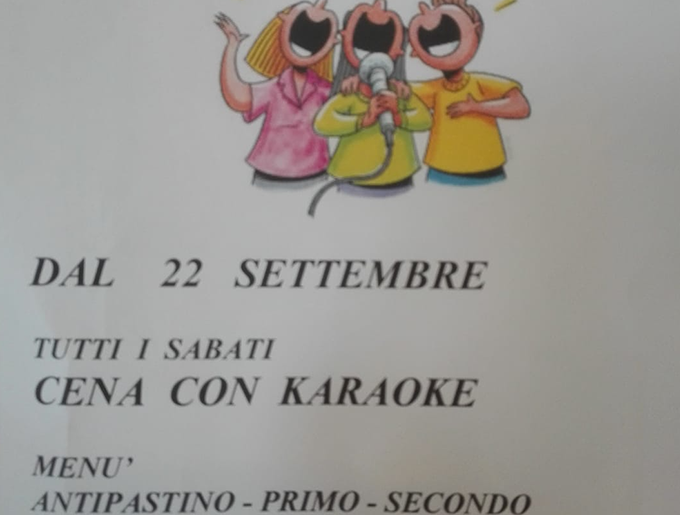 DAL 22 SETTEMBRE
TUTTI I SABATI
CENA CON KARAOKE
MENU'
ANTIPASTINO - PRIMO - SECONDO